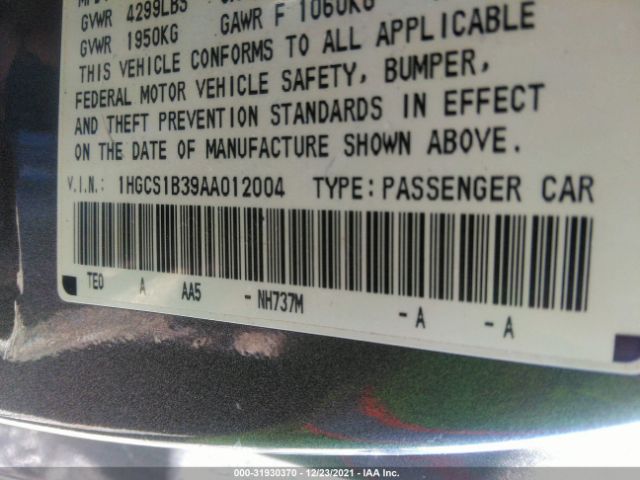 GVWR 4299LBS
GVWR 1950KG GAWR F 1060KG
THIS VEHICLE CONFORMS TO ALL APPLICABLE
FEDERAL MOTOR VEHICLE SAFETY, BUMPER,
AND THEFT PREVENTION STANDARDS IN EFFECT
ON THE DATE OF MANUFACTURE SHOWN ABOVE.
V.I.N.: 1HGCS1B39AA012004 TYPE: PASSENGER CAR
TE0 A AA5 - NH737M - A - A
000-31930370 - 12/23/2021 - IAA Inc.